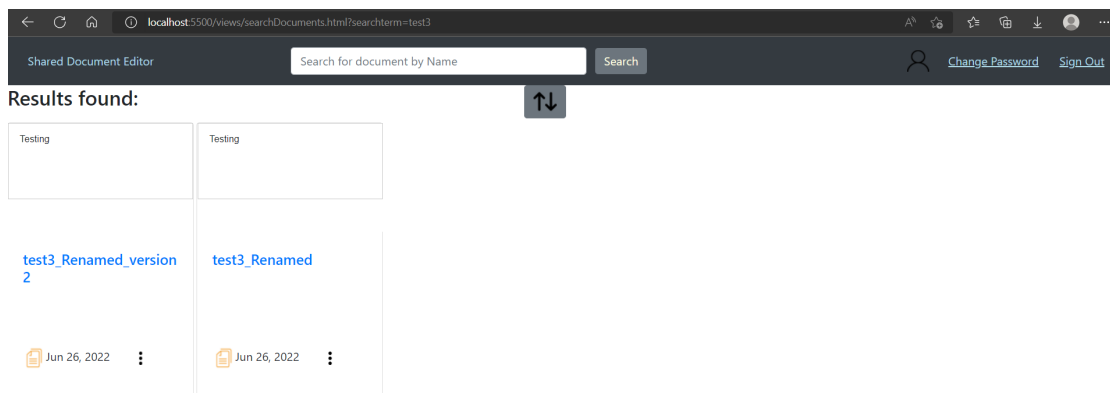 localhost:5500/views/searchDocuments.html?searchterm=test3
Shared Document Editor
Search for document by Name
Search
Change Password
Sign Out
Results found:
Testing
Testing
test3_Renamed_version
2
test3_Renamed
Jun 26, 2022
Jun 26, 2022